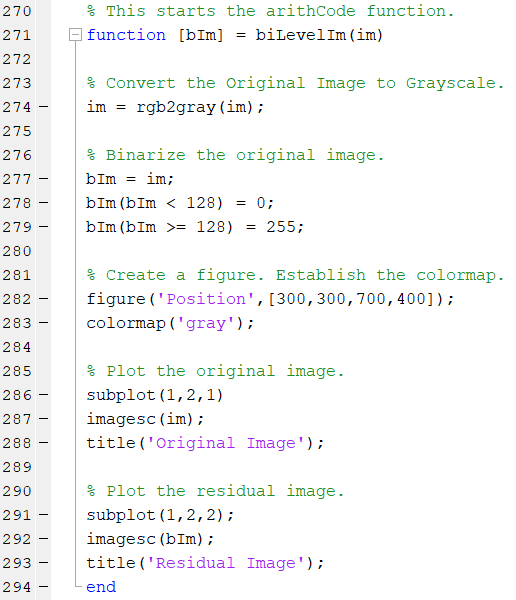 270 % This starts the arithCode function.
271 function [bIm] = biLevelIm(im)
272
273 % Convert the Original Image to Grayscale.
274 – im = rgb2gray(im);
275
276 % Binarize the original image.
277 – bIm = im;
278 – bIm(bIm < 128) = 0;
279 – bIm(bIm >= 128) = 255;
280
281 % Create a figure. Establish the colormap.
282 – figure('Position',[300,300,700,400]);
283 – colormap('gray');
284
285 % Plot the original image.
286 – subplot(1,2,1)
287 – imagesc(im);
288 – title('Original Image');
289
290 % Plot the residual image.
291 – subplot(1,2,2);
292 – imagesc(bIm);
293 – title('Residual Image');
294 – end